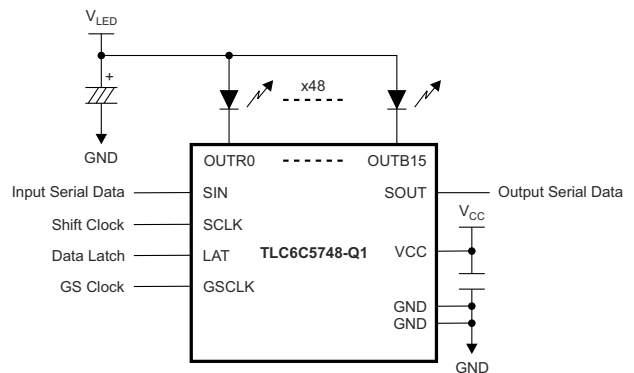 VLED
+
x48
GND
OUTR0
OUTB15
Input Serial Data
SIN
SOUT
Output Serial Data
Shift Clock
SCLK
VCC
Data Latch
LAT
TLC6C5748-Q1
VCC
GS Clock
GSCLK
GND
GND
GND